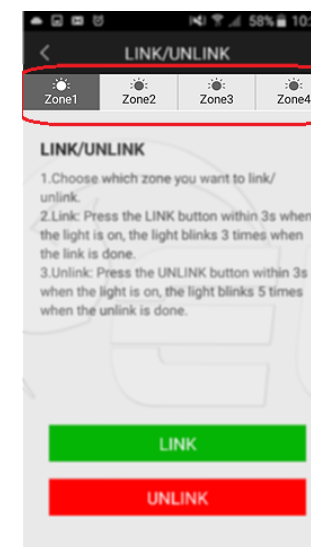 58% 10:
LINK/UNLINK
Zone1 Zone2 Zone3 Zone4
LINK/UNLINK
1.Choose which zone you want to link/
unlink.
2.Link: Press the LINK button within 3s when
the light is on, the light blinks 3 times when
the link is done.
3.Unlink: Press the UNLINK button within 3s
when the light is on, the light blinks 5 times
when the unlink is done.
LINK
UNLINK